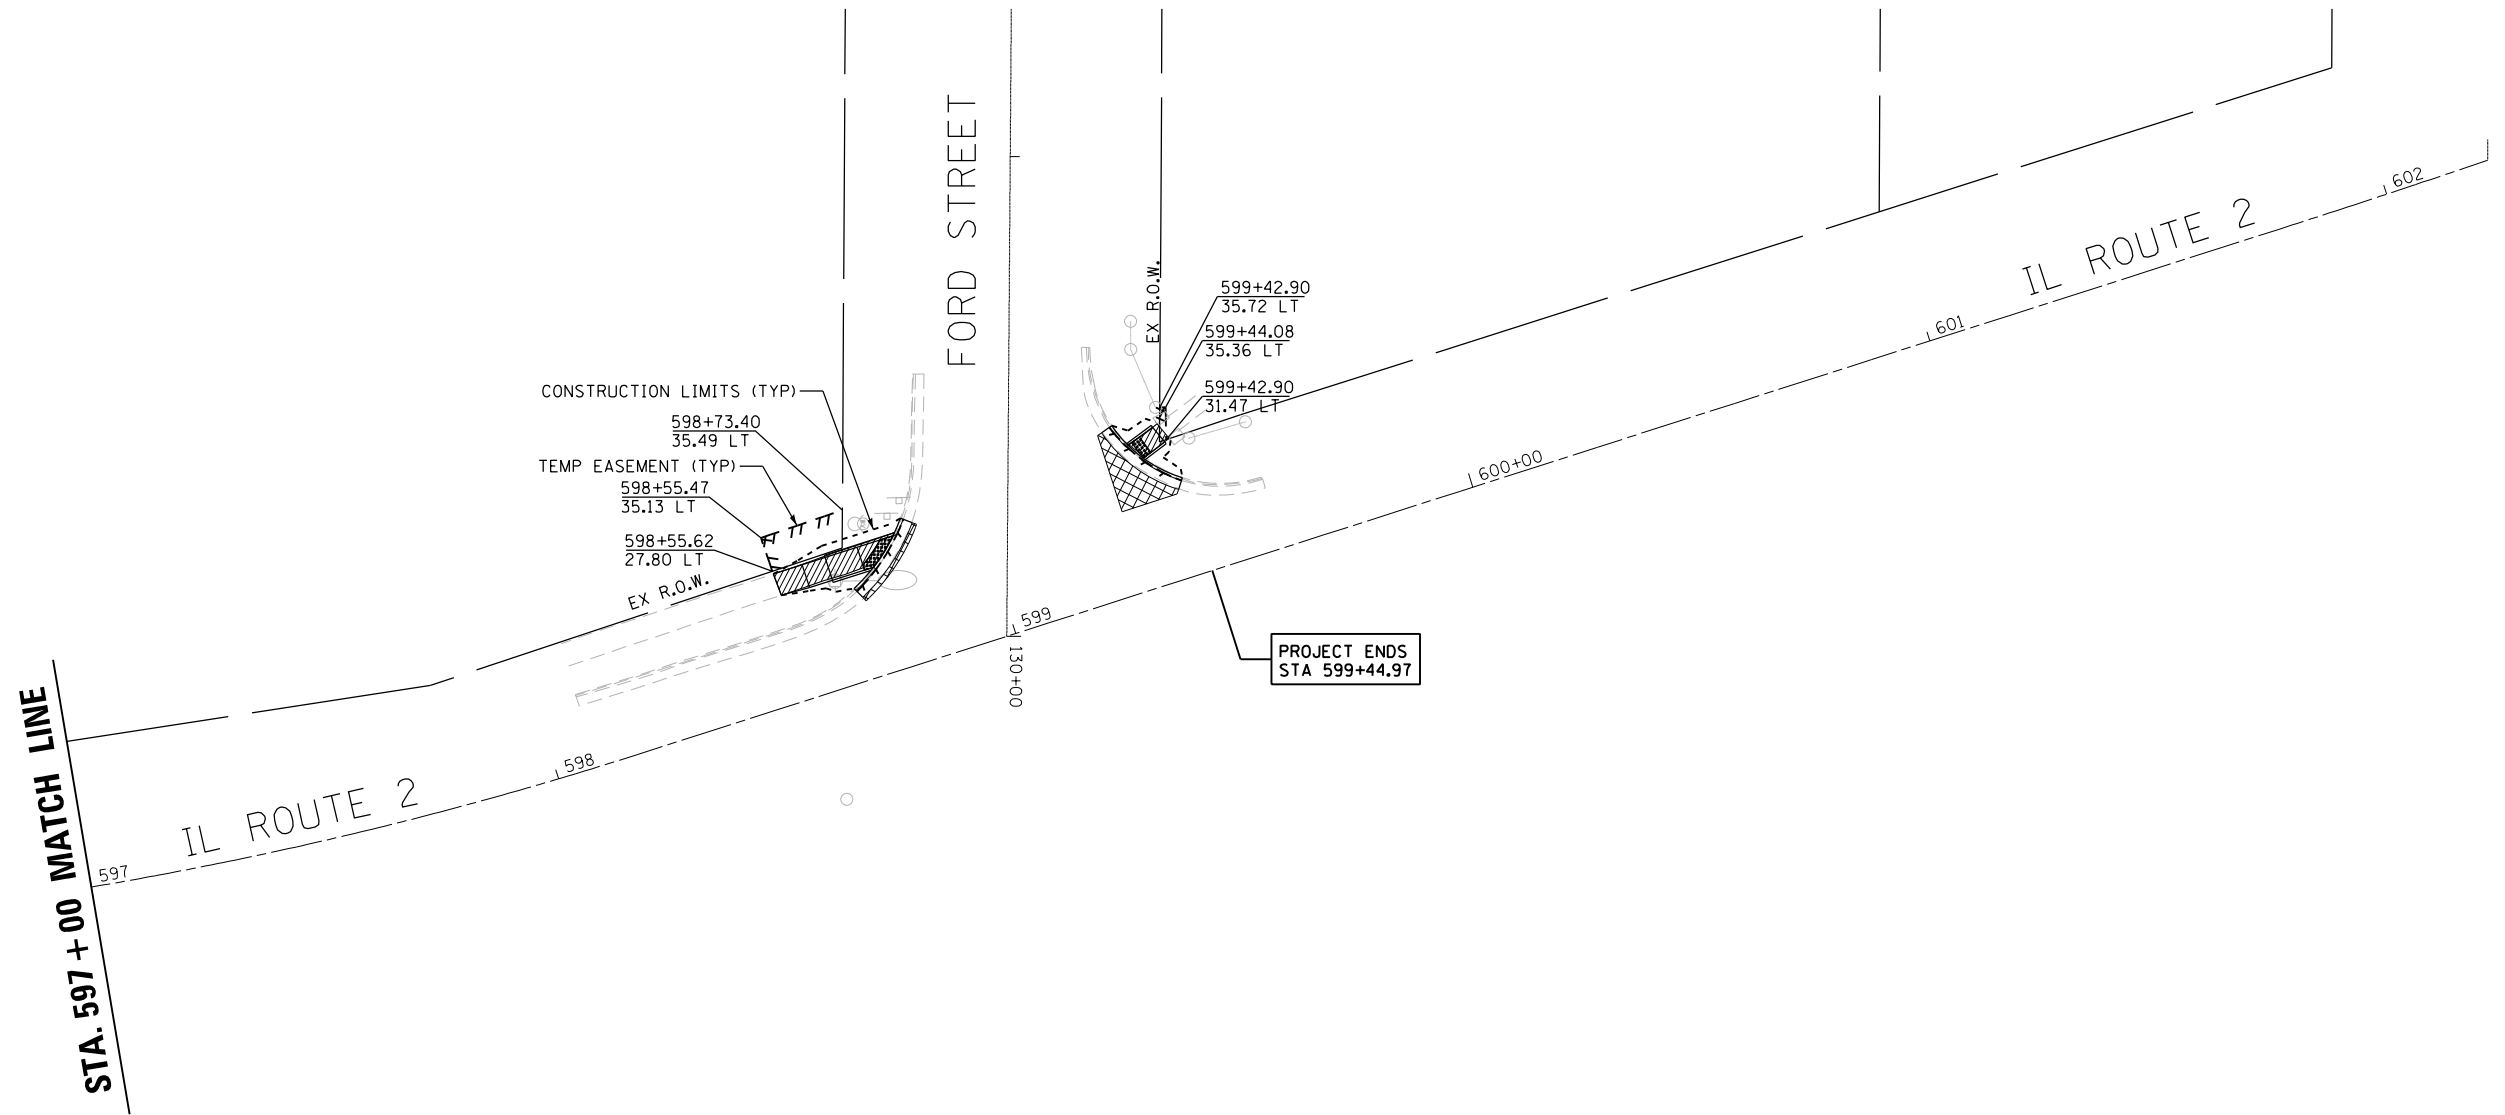 FORD STREET
EX R.O.W.
599+42.90
35.72 LT
599+44.08
35.36 LT
599+42.90
31.47 LT
CONSTRUCTION LIMITS (TYP)
598+73.40
35.49 LT
TEMP EASEMENT (TYP)
598+55.47
35.13 LT
598+55.62
27.80 LT
EX R.O.W.
IL ROUTE 2
602
601
600+00
599
130+00
PROJECT ENDS
STA 599+44.97
598
IL ROUTE 2
597
STA. 597+00 MATCH LINE